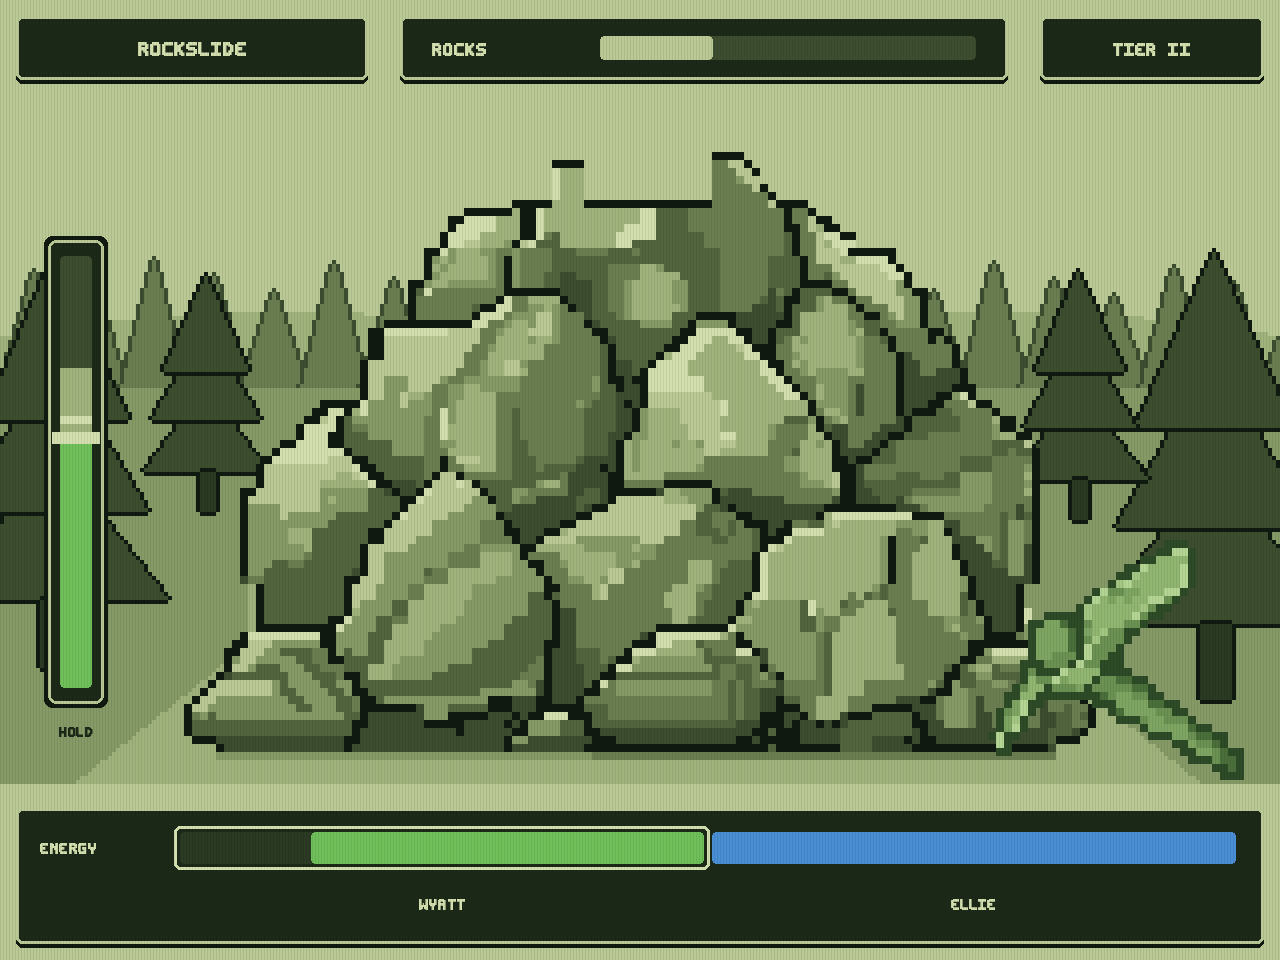 ROCKSLIDE
ROCKS
TIER II
HOLD
ENERGY
WYATT
ELLIE